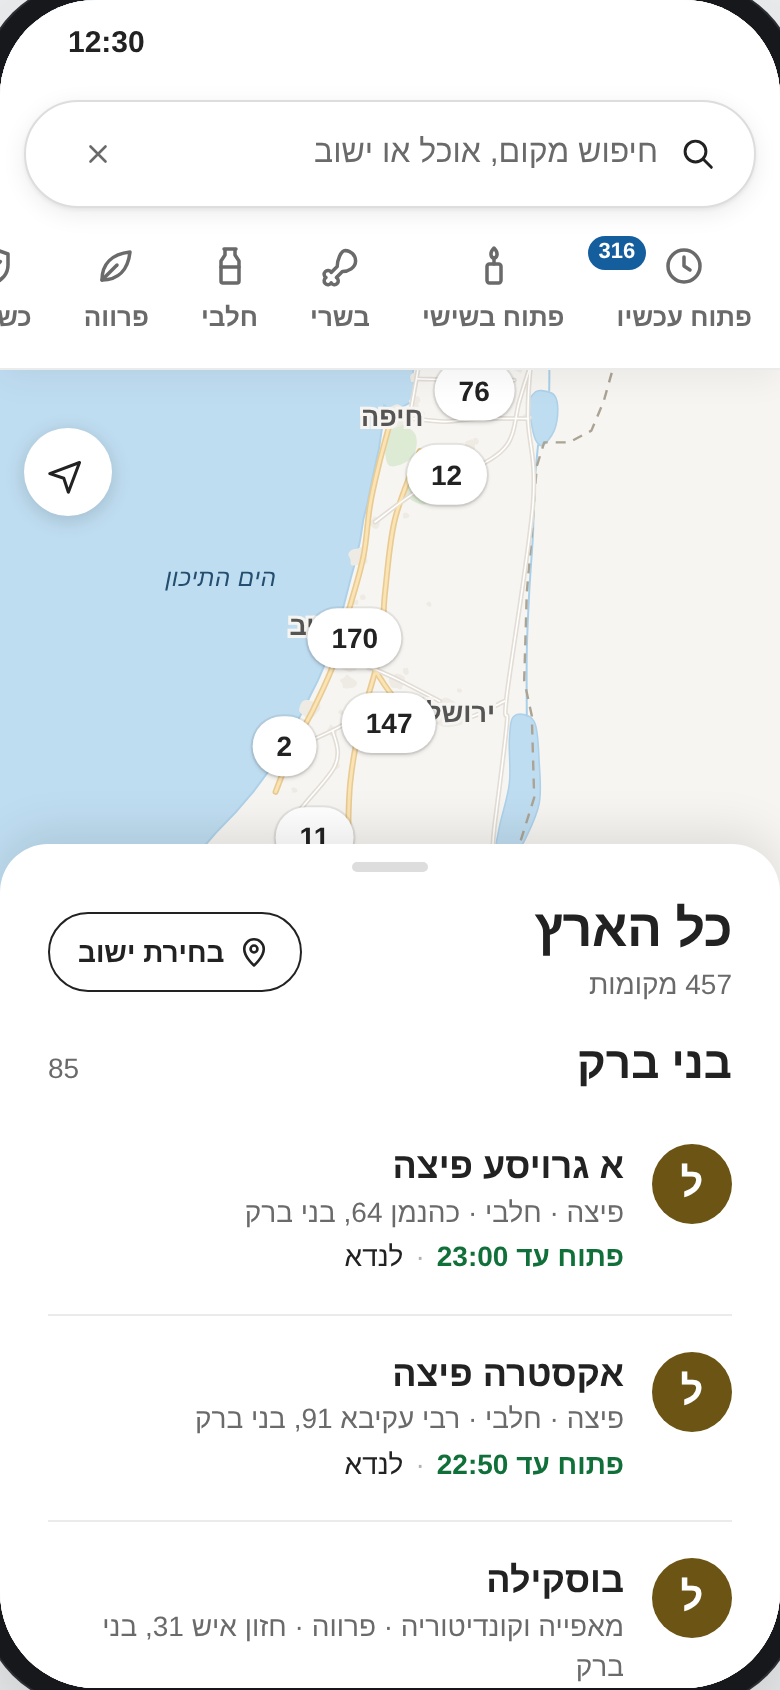 12:30
חיפוש מקום, אוכל או ישוב
316
פתוח עכשיו
פתוח בשישי
בשרי
חלבי
פרווה
כש
76
חיפה
12
הים התיכון
170
147
2
11
כל הארץ
בחירת ישוב
457 מקומות
בני ברק
85
ל
א גרויסע פיצה
פיצה · חלבי · כהנמן 64, בני ברק
פתוח עד 23:00 · לנדא
ל
אקסטרה פיצה
פיצה · חלבי · רבי עקיבא 91, בני ברק
פתוח עד 22:50 · לנדא
ל
בוסקילה
מאפייה וקונדיטוריה · פרווה · חזון איש 31, בני
ברק